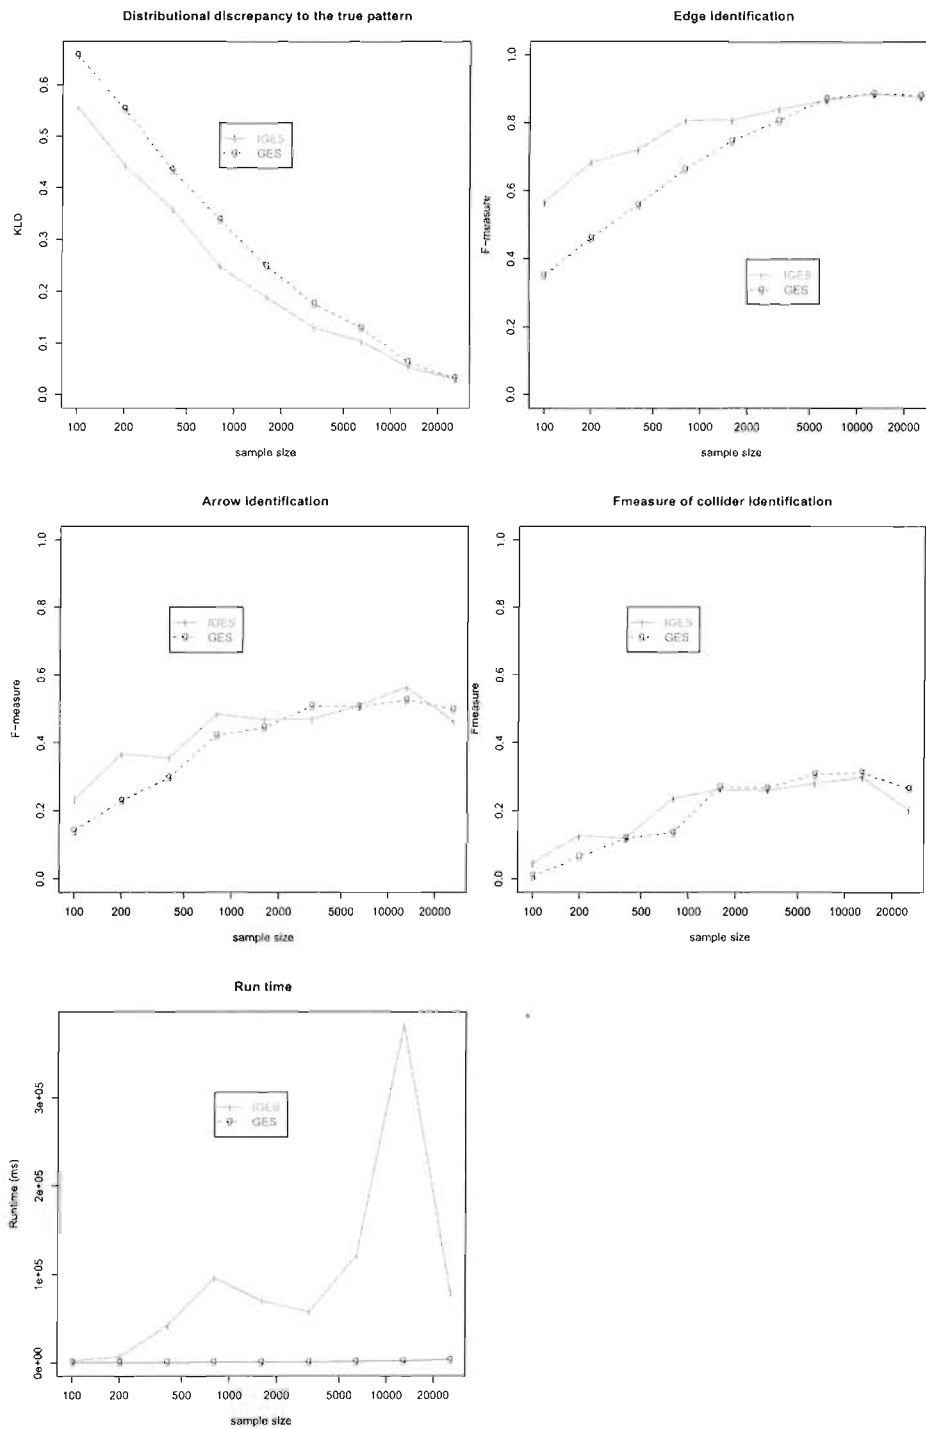 Distributional discrepancy to the true pattern
KLD
0.0 0.1 0.2 0.3 0.4 0.5 0.6
IGES
GES
100 200 500 1000 2000 5000 10000 20000
sample size
Edge identification
F-measure
0.0 0.2 0.4 0.6 0.8 1.0
IGES
GES
100 200 500 1000 2000 5000 10000 20000
sample size
Arrow identification
F-measure
0.0 0.2 0.4 0.6 0.8 1.0
IGES
GES
100 200 500 1000 2000 5000 10000 20000
sample size
Fmeasure of collider identification
Fmeasure
0.0 0.2 0.4 0.6 0.8 1.0
IGES
GES
100 200 500 1000 2000 5000 10000 20000
sample size
Run time
Runtime (ms)
0e+00 1e+05 2e+05 3e+05
IGES
GES
100 200 500 1000 2000 5000 10000 20000
sample size